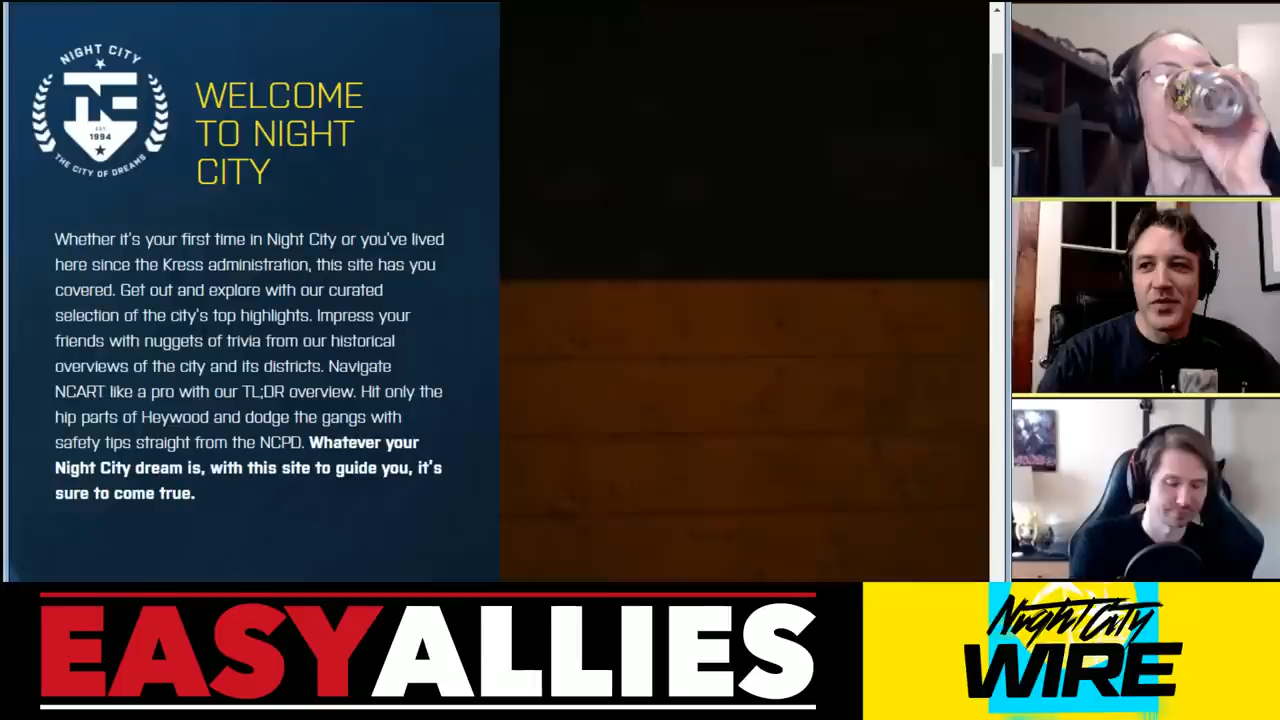 NIGHT CITY
NC
EST.
1994
THE CITY OF DREAMS
WELCOME
TO NIGHT
CITY
Whether it's your first time in Night City or you've lived
here since the Kress administration, this site has you
covered. Get out and explore with our curated
selection of the city's top highlights. Impress your
friends with nuggets of trivia from our historical
overviews of the city and its districts. Navigate
NCART like a pro with our TL;DR overview. Hit only the
hip parts of Heywood and dodge the gangs with
safety tips straight from the NCPD. Whatever your
Night City dream is, with this site to guide you, it's
sure to come true.
EASYALLIES
Night City
WIRE